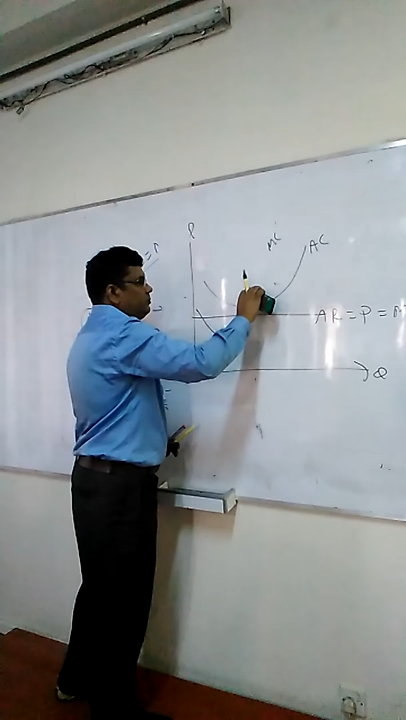 P
MC
AC
AR = P = M
Q